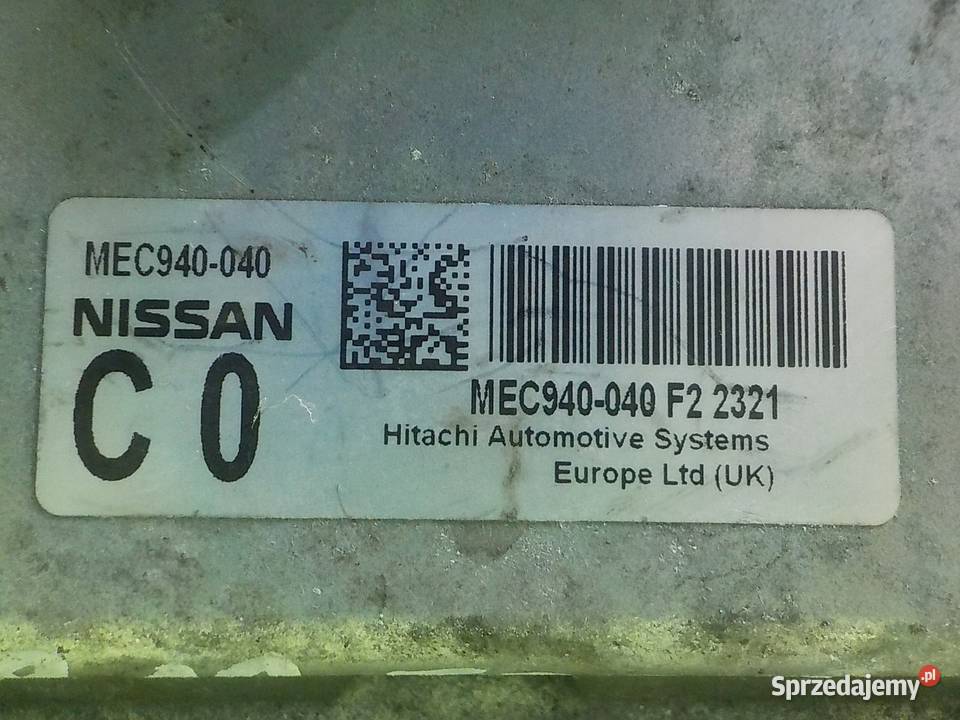 MEC940-040
NISSAN
C 0
MEC940-040 F2 2321
Hitachi Automotive Systems
Europe Ltd (UK)
Sprzedajemy.pl